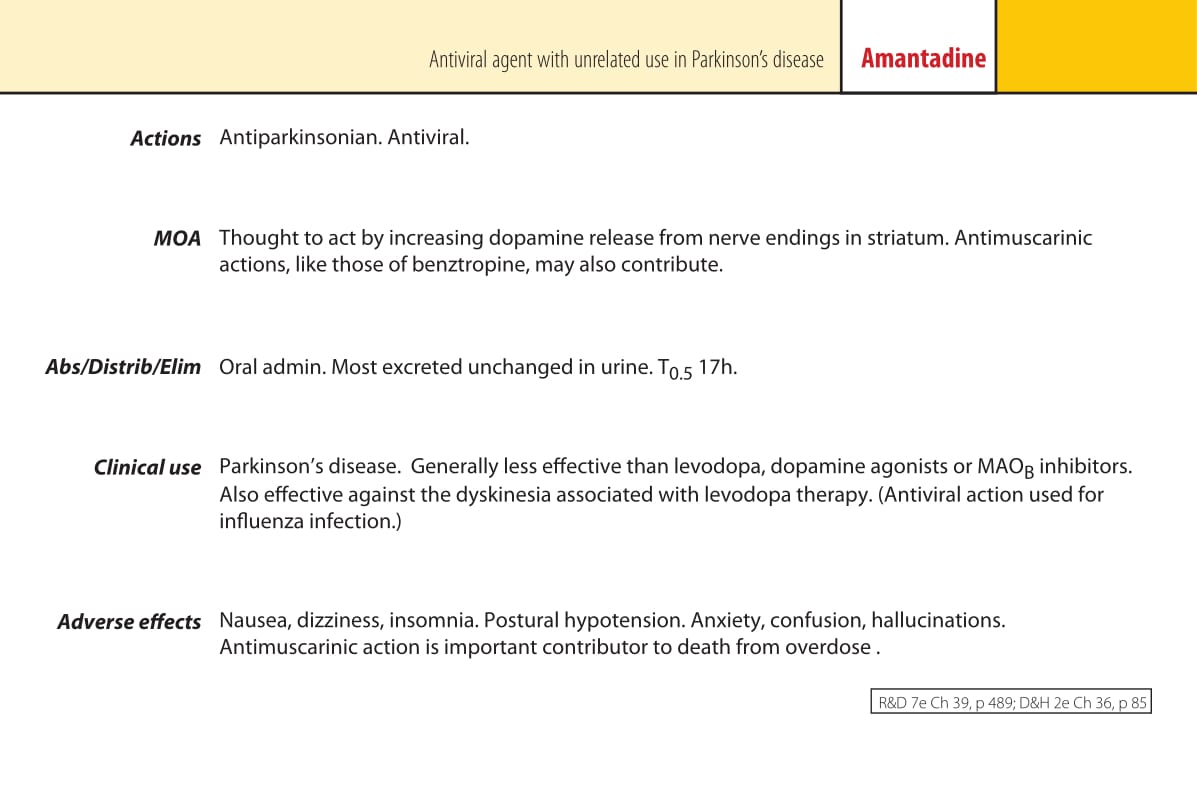 Antiviral agent with unrelated use in Parkinson’s disease Amantadine
Actions Antiparkinsonian. Antiviral.
MOA Thought to act by increasing dopamine release from nerve endings in striatum. Antimuscarinic
actions, like those of benztropine, may also contribute.
Abs/Distrib/Elim Oral admin. Most excreted unchanged in urine. T0.5 17h.
Clinical use Parkinson’s disease.  Generally less effective than levodopa, dopamine agonists or MAOB inhibitors.
Also effective against the dyskinesia associated with levodopa therapy. (Antiviral action used for
influenza infection.)
Adverse effects Nausea, dizziness, insomnia. Postural hypotension. Anxiety, confusion, hallucinations.
Antimuscarinic action is important contributor to death from overdose .
R&D 7e Ch 39, p 489; D&H 2e Ch 36, p 85